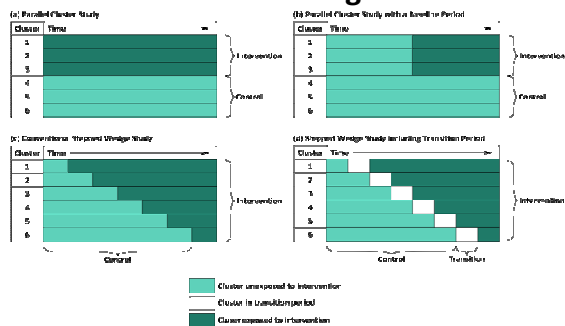 (a) Parallel Cluster Study
Cluster Time
1
2
3
4
5
6
Intervention
Control
(b) Parallel Cluster Study with a Baseline Period
Cluster Time
1
2
3
4
5
6
Intervention
Control
(c) Conventional Stepped Wedge Study
Cluster Time
1
2
3
4
5
6
Intervention
Control
(d) Stepped Wedge Study Including Transition Period
Cluster Time
1
2
3
4
5
6
Intervention
Control Transition
Cluster unexposed to intervention
Cluster in transition period
Cluster exposed to intervention